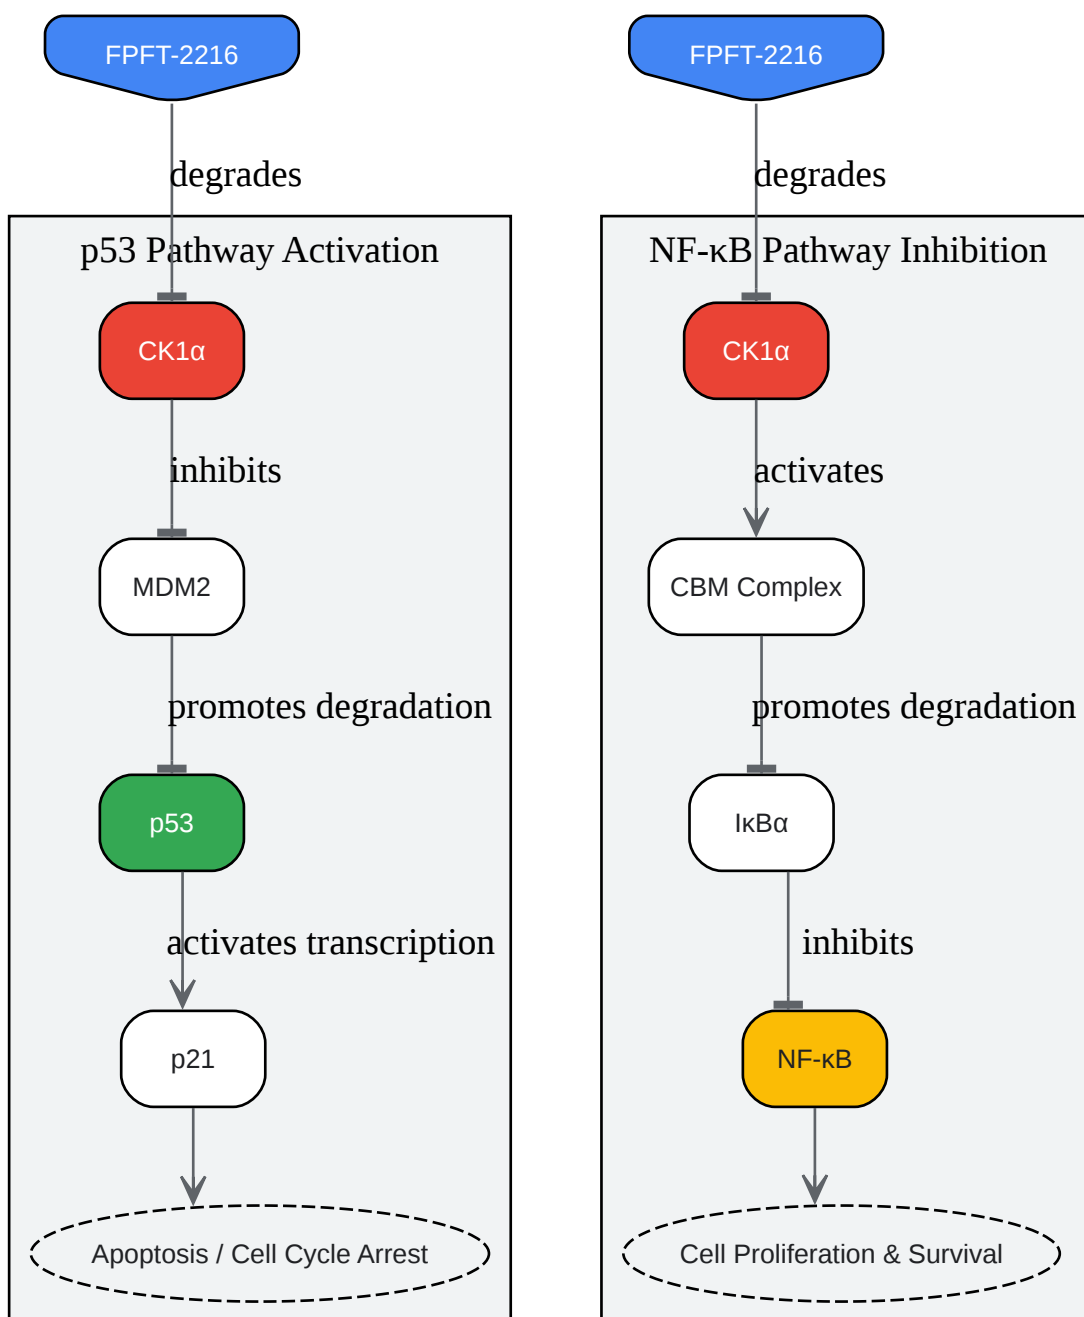 FPFT-2216
degrades
p53 Pathway Activation
CK1α
inhibits
MDM2
promotes degradation
p53
activates transcription
p21
Apoptosis / Cell Cycle Arrest
FPFT-2216
degrades
NF-κB Pathway Inhibition
CK1α
activates
CBM Complex
promotes degradation
IκBα
inhibits
NF-κB
Cell Proliferation & Survival